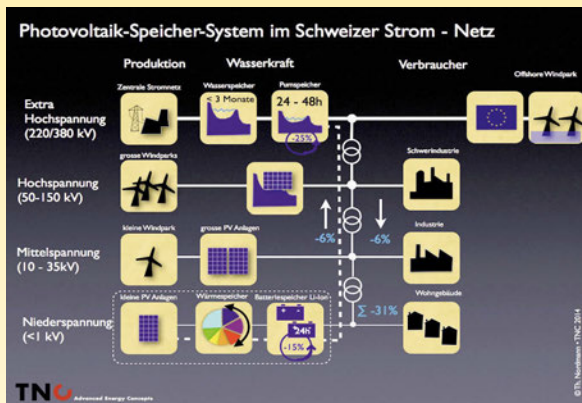 Photovoltaik-Speicher-System im Schweizer Strom - Netz
Produktion
Wasserkraft
Verbraucher
Zentrale Stromnetz
Wasserspeicher
Pumspeicher
Offshore Windpark
Extra
Hochspannung
(220/380 kV)
< 3 Monate
24 - 48h
-25%
grosse Windparks
Schwerindustrie
Hochspannung
(50-150 kV)
-6%
-6%
kleine Windpark
grosse PV Anlagen
Industrie
Mittelspannung
(10 - 35kV)
kleine PV Anlagen
Wärmespeicher
Batteriespeicher Li-Ion
Σ -31%
Wohngebäude
Niederspannung
(<1 kV)
24h
-15%
TNC Advanced Energy Concepts
© Th. Nordmann • TNC 2014